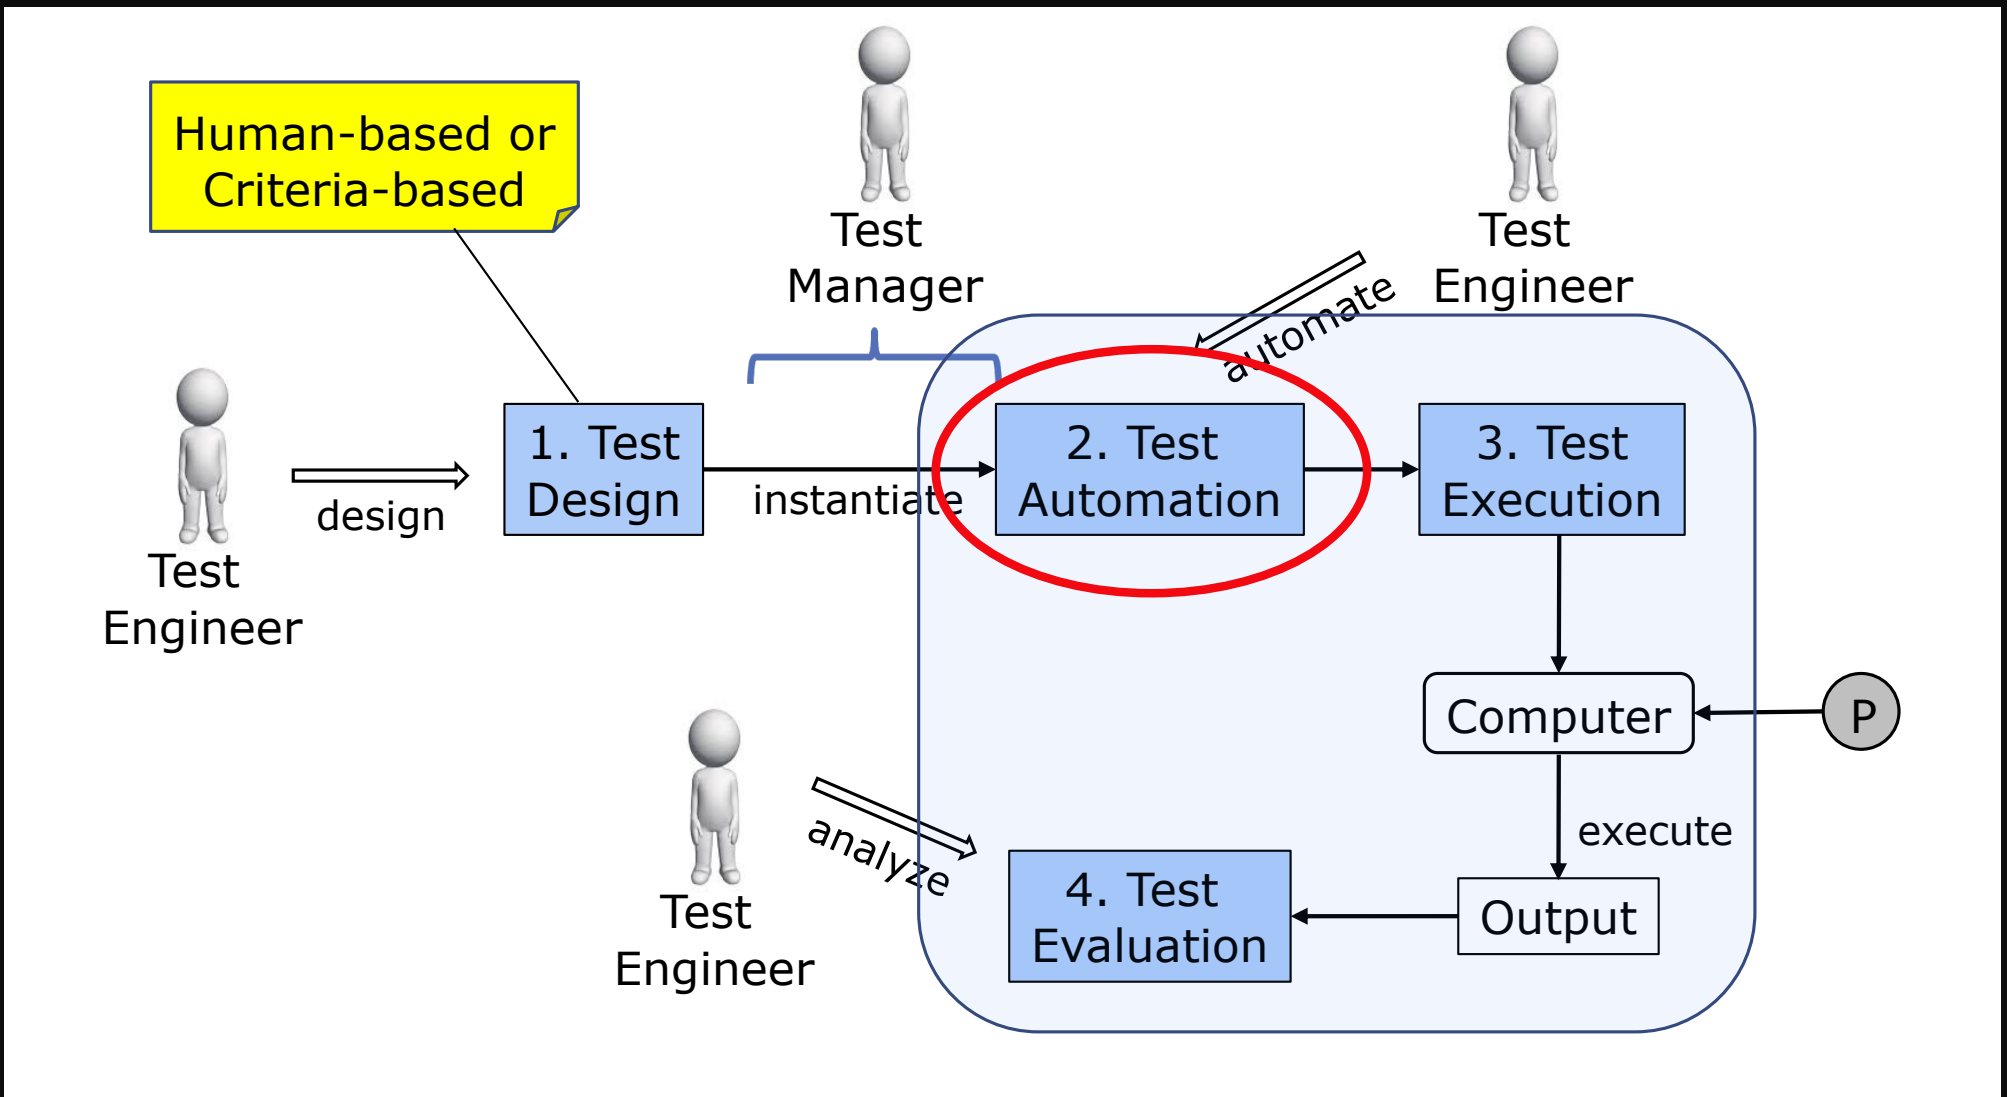 Human-based or
Criteria-based
Test
Manager
Test
Engineer
automate
Test
Engineer
design
1. Test
Design
instantiate
2. Test
Automation
3. Test
Execution
Computer
P
execute
Output
4. Test
Evaluation
analyze
Test
Engineer